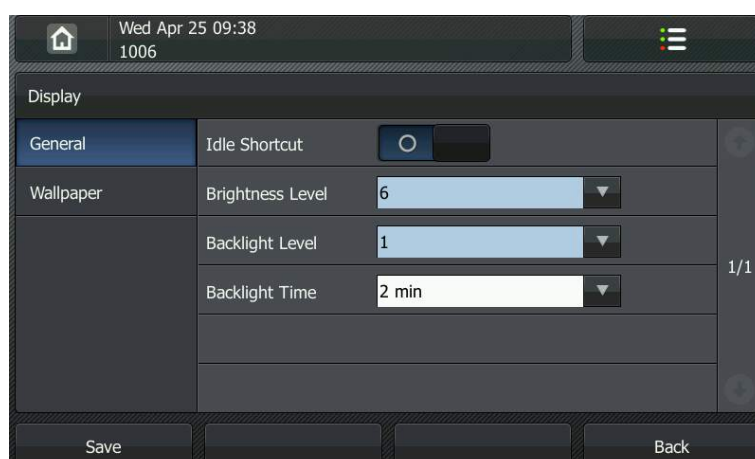 Wed Apr 25 09:38
1006
Display
General
Idle Shortcut
Wallpaper
Brightness Level
6
Backlight Level
1
1/1
Backlight Time
2 min
Save
Back